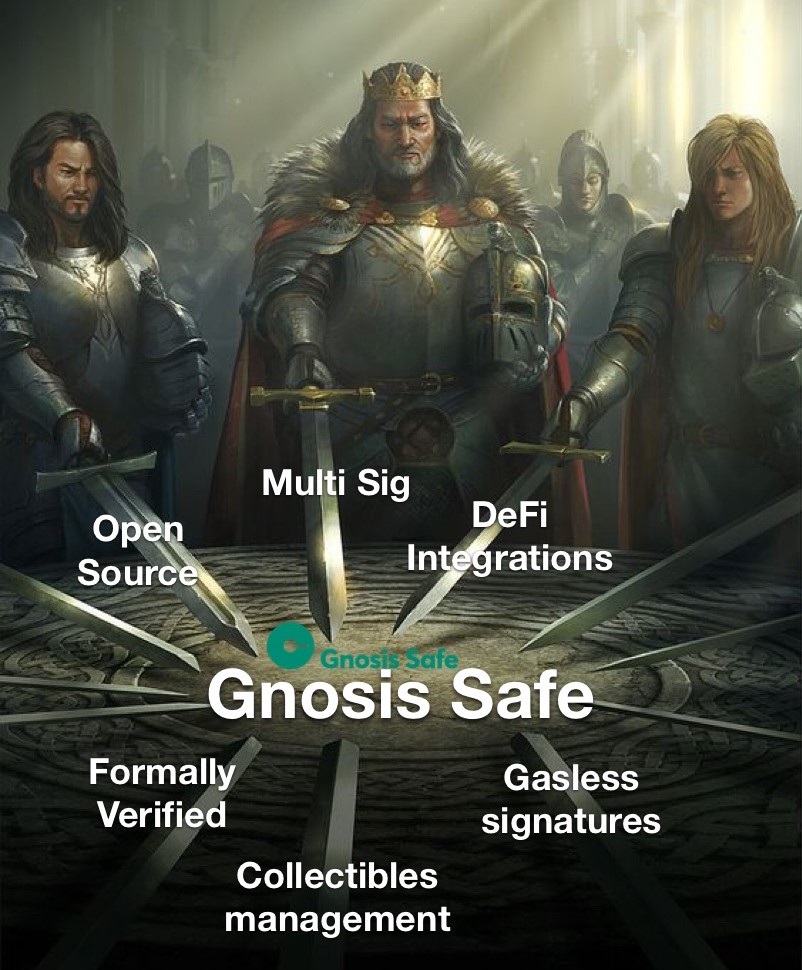 Multi Sig
Open
Source
DeFi
Integrations
Gnosis Safe
Gnosis Safe
Formally
Verified
Gasless
signatures
Collectibles
management